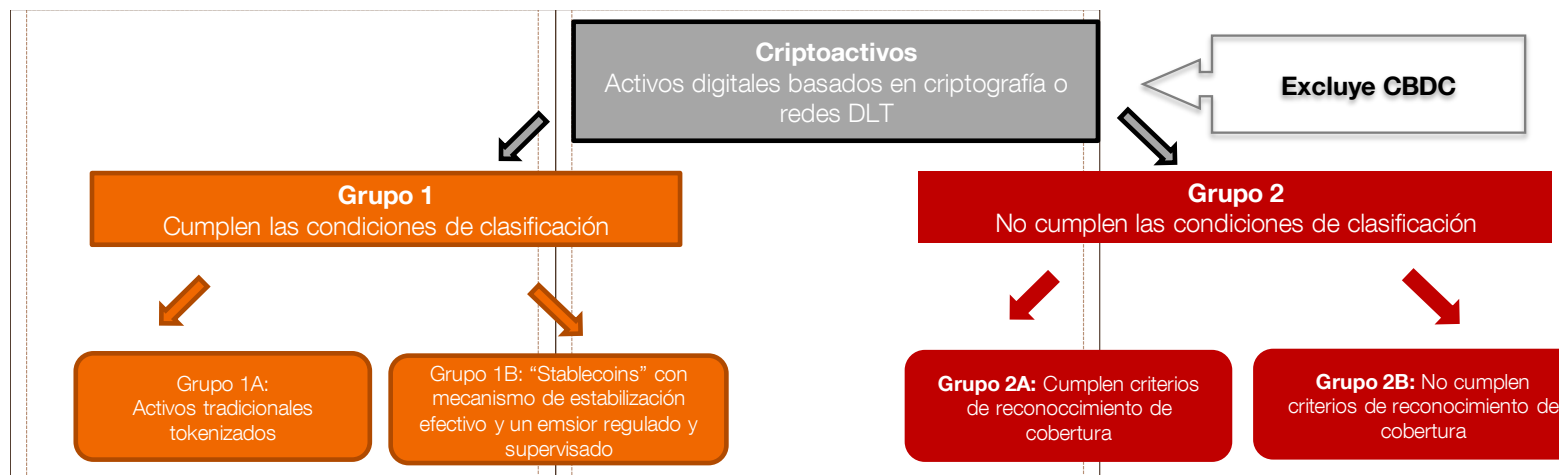 Criptoactivos
Activos digitales basados en criptografía o
redes DLT
Excluye CBDC
Grupo 1
Cumplen las condiciones de clasificación
Grupo 2
No cumplen las condiciones de clasificación
Grupo 1A:
Activos tradicionales
tokenizados
Grupo 1B: “Stablecoins” con
mecanismo de estabilización
efectivo y un emsior regulado y
supervisado
Grupo 2A: Cumplen criterios
de reconoccimiento de
cobertura
Grupo 2B: No cumplen
criterios de reconocimiento de
cobertura